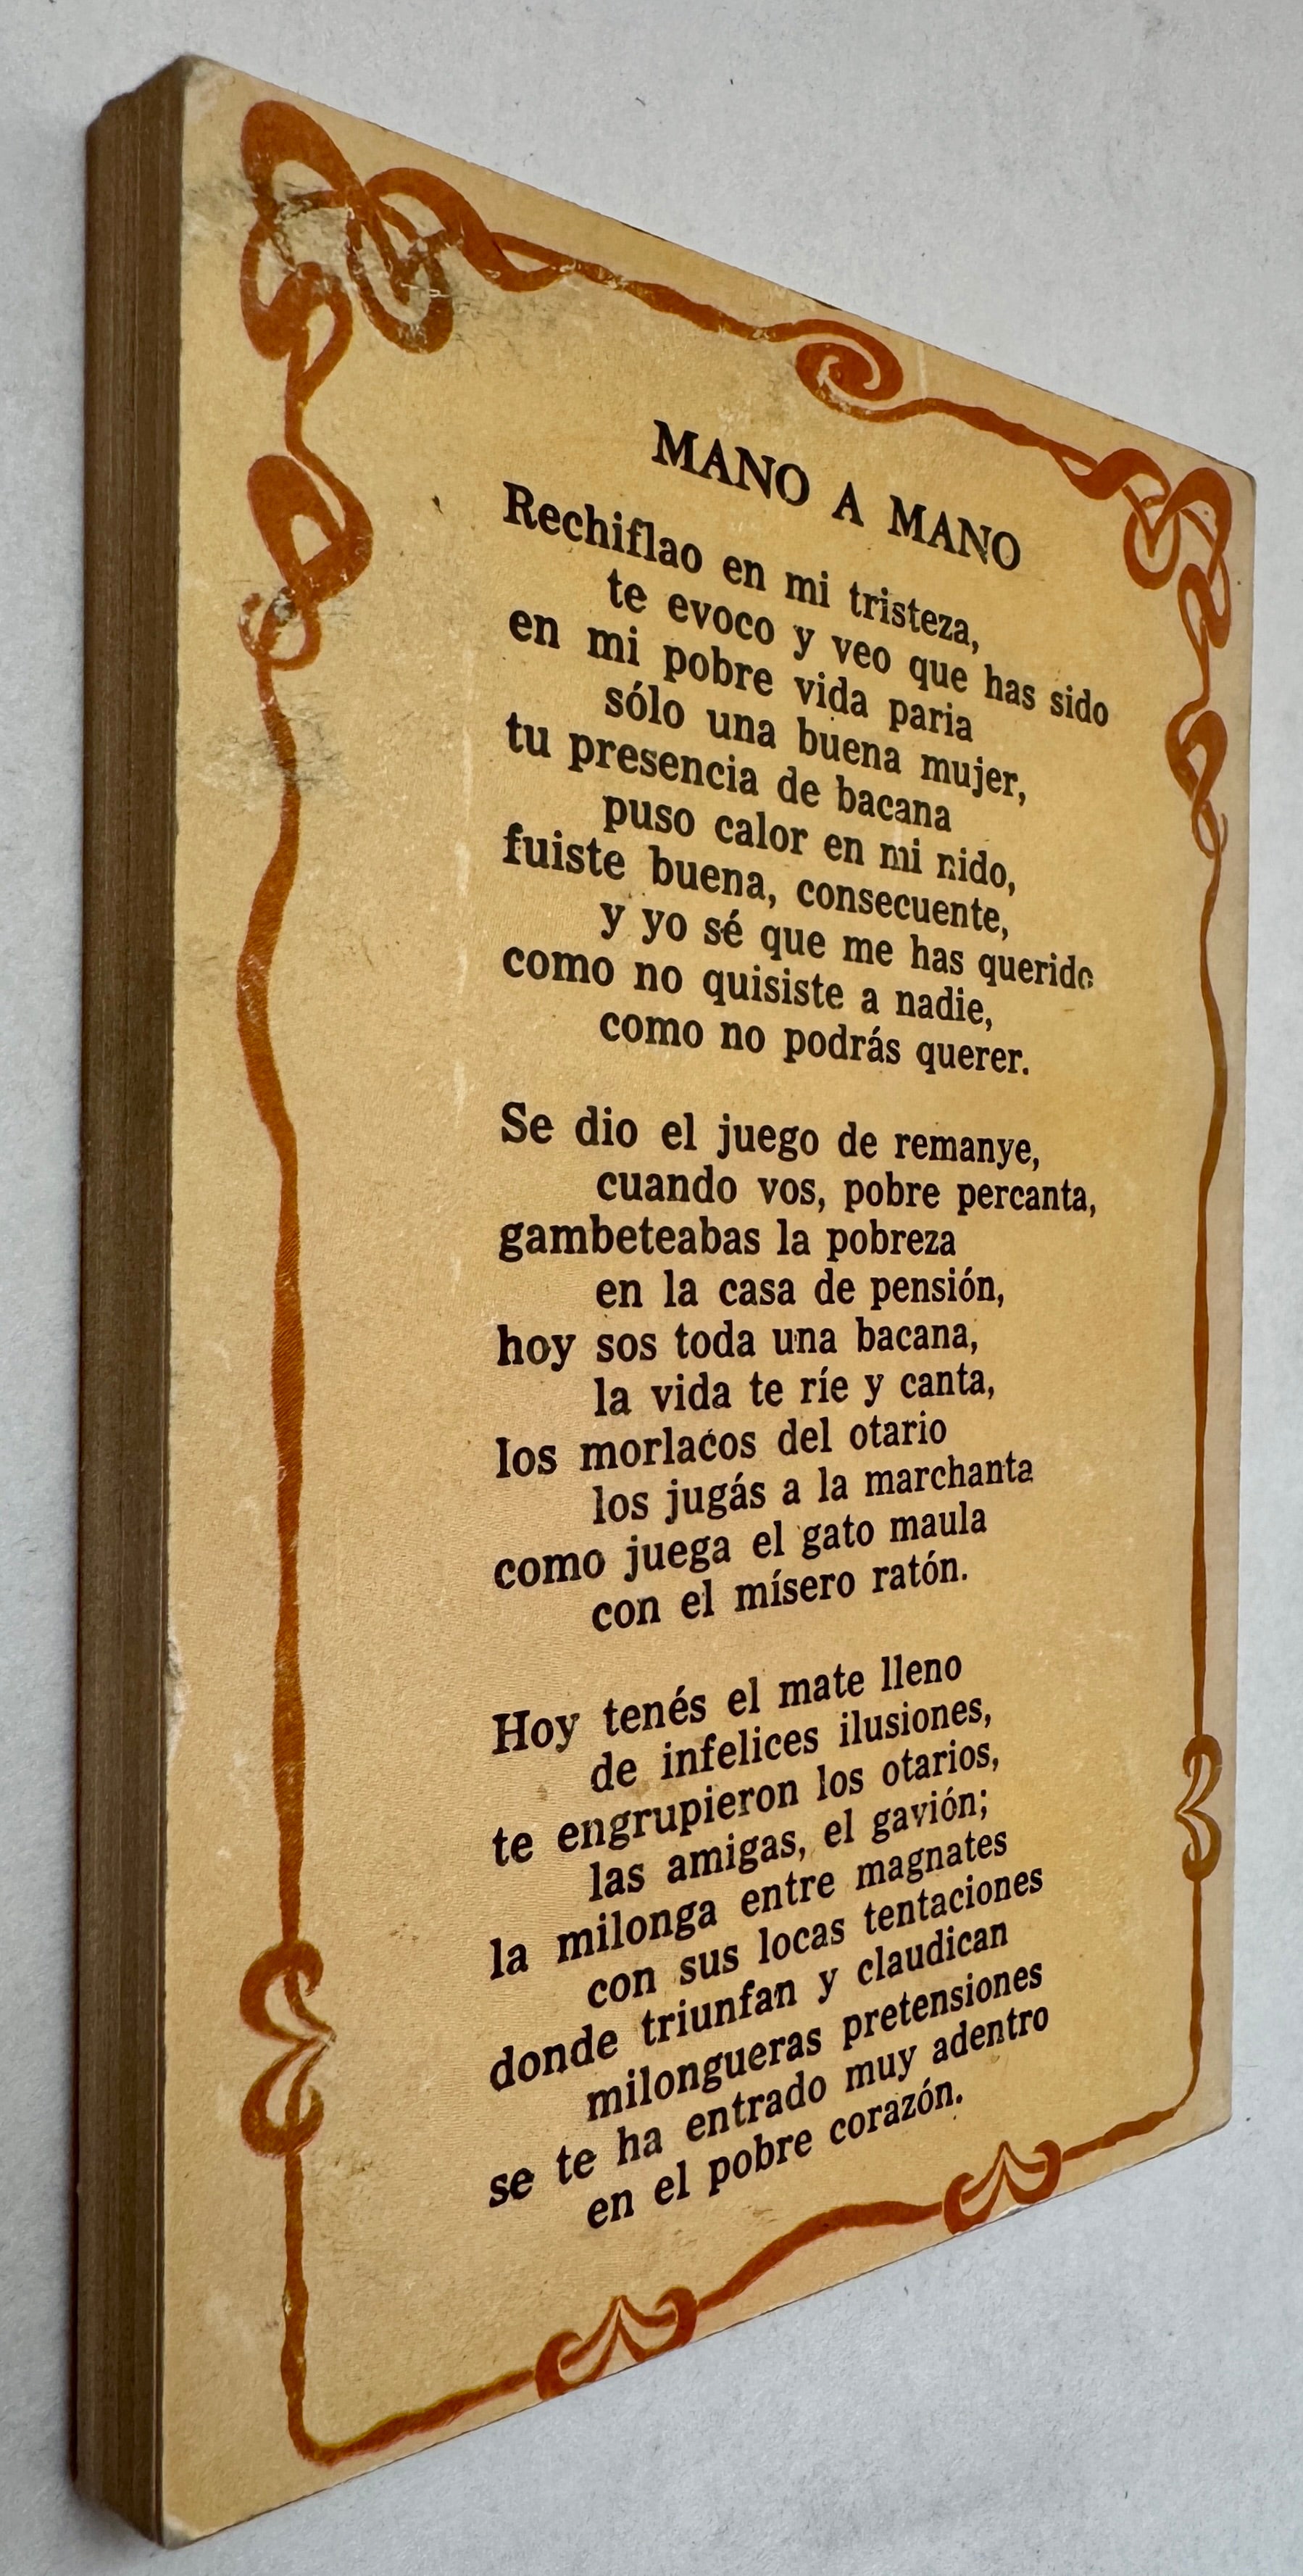 MANO A MANO
Rechiflao en mi tristeza,
te evoco y veo que has sido
en mi pobre vida paria
sólo una buena mujer,
tu presencia de bacana
puso calor en mi nido,
fuiste buena, consecuente,
y yo sé que me has querido
como no quisiste a nadie,
como no podrás querer.
Se dio el juego de remanye,
cuando vos, pobre percanta,
gambeteabas la pobreza
en la casa de pensión,
hoy sos toda una bacana,
la vida te ríe y canta,
los morlacos del otario
los jugás a la marchanta
como juega el gato maula
con el mísero ratón.
Hoy tenés el mate lleno
de infelices ilusiones,
te engrupieron los otarios,
las amigas, el gavión;
la milonga entre magnates
con sus locas tentaciones
donde triunfan y claudican
milongueras pretensiones
se te ha entrado muy adentro
en el pobre corazón.